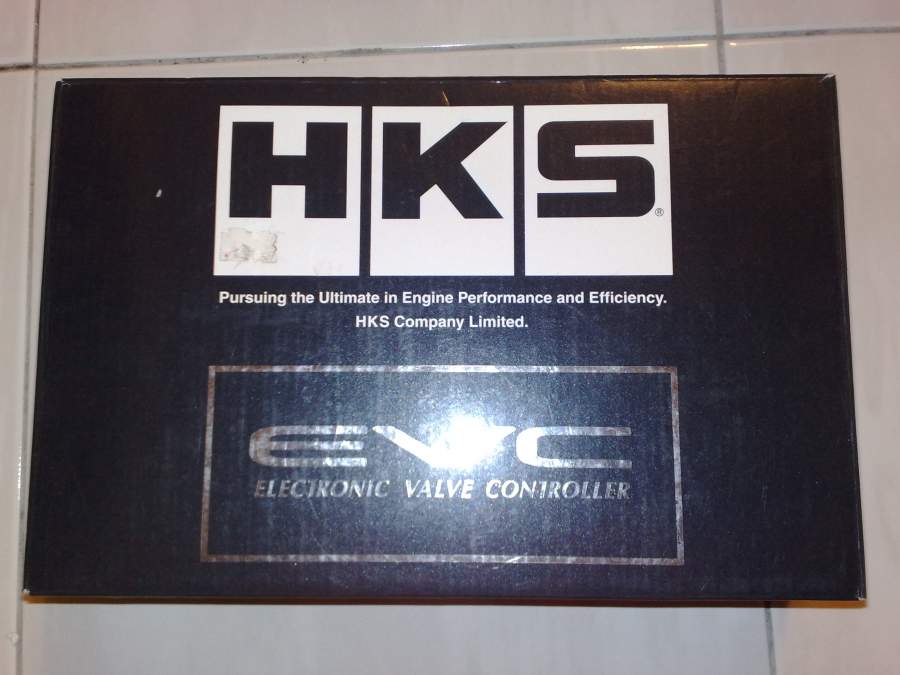 HKS®
Pursuing the Ultimate in Engine Performance and Efficiency.
HKS Company Limited.
EVC
ELECTRONIC VALVE CONTROLLER